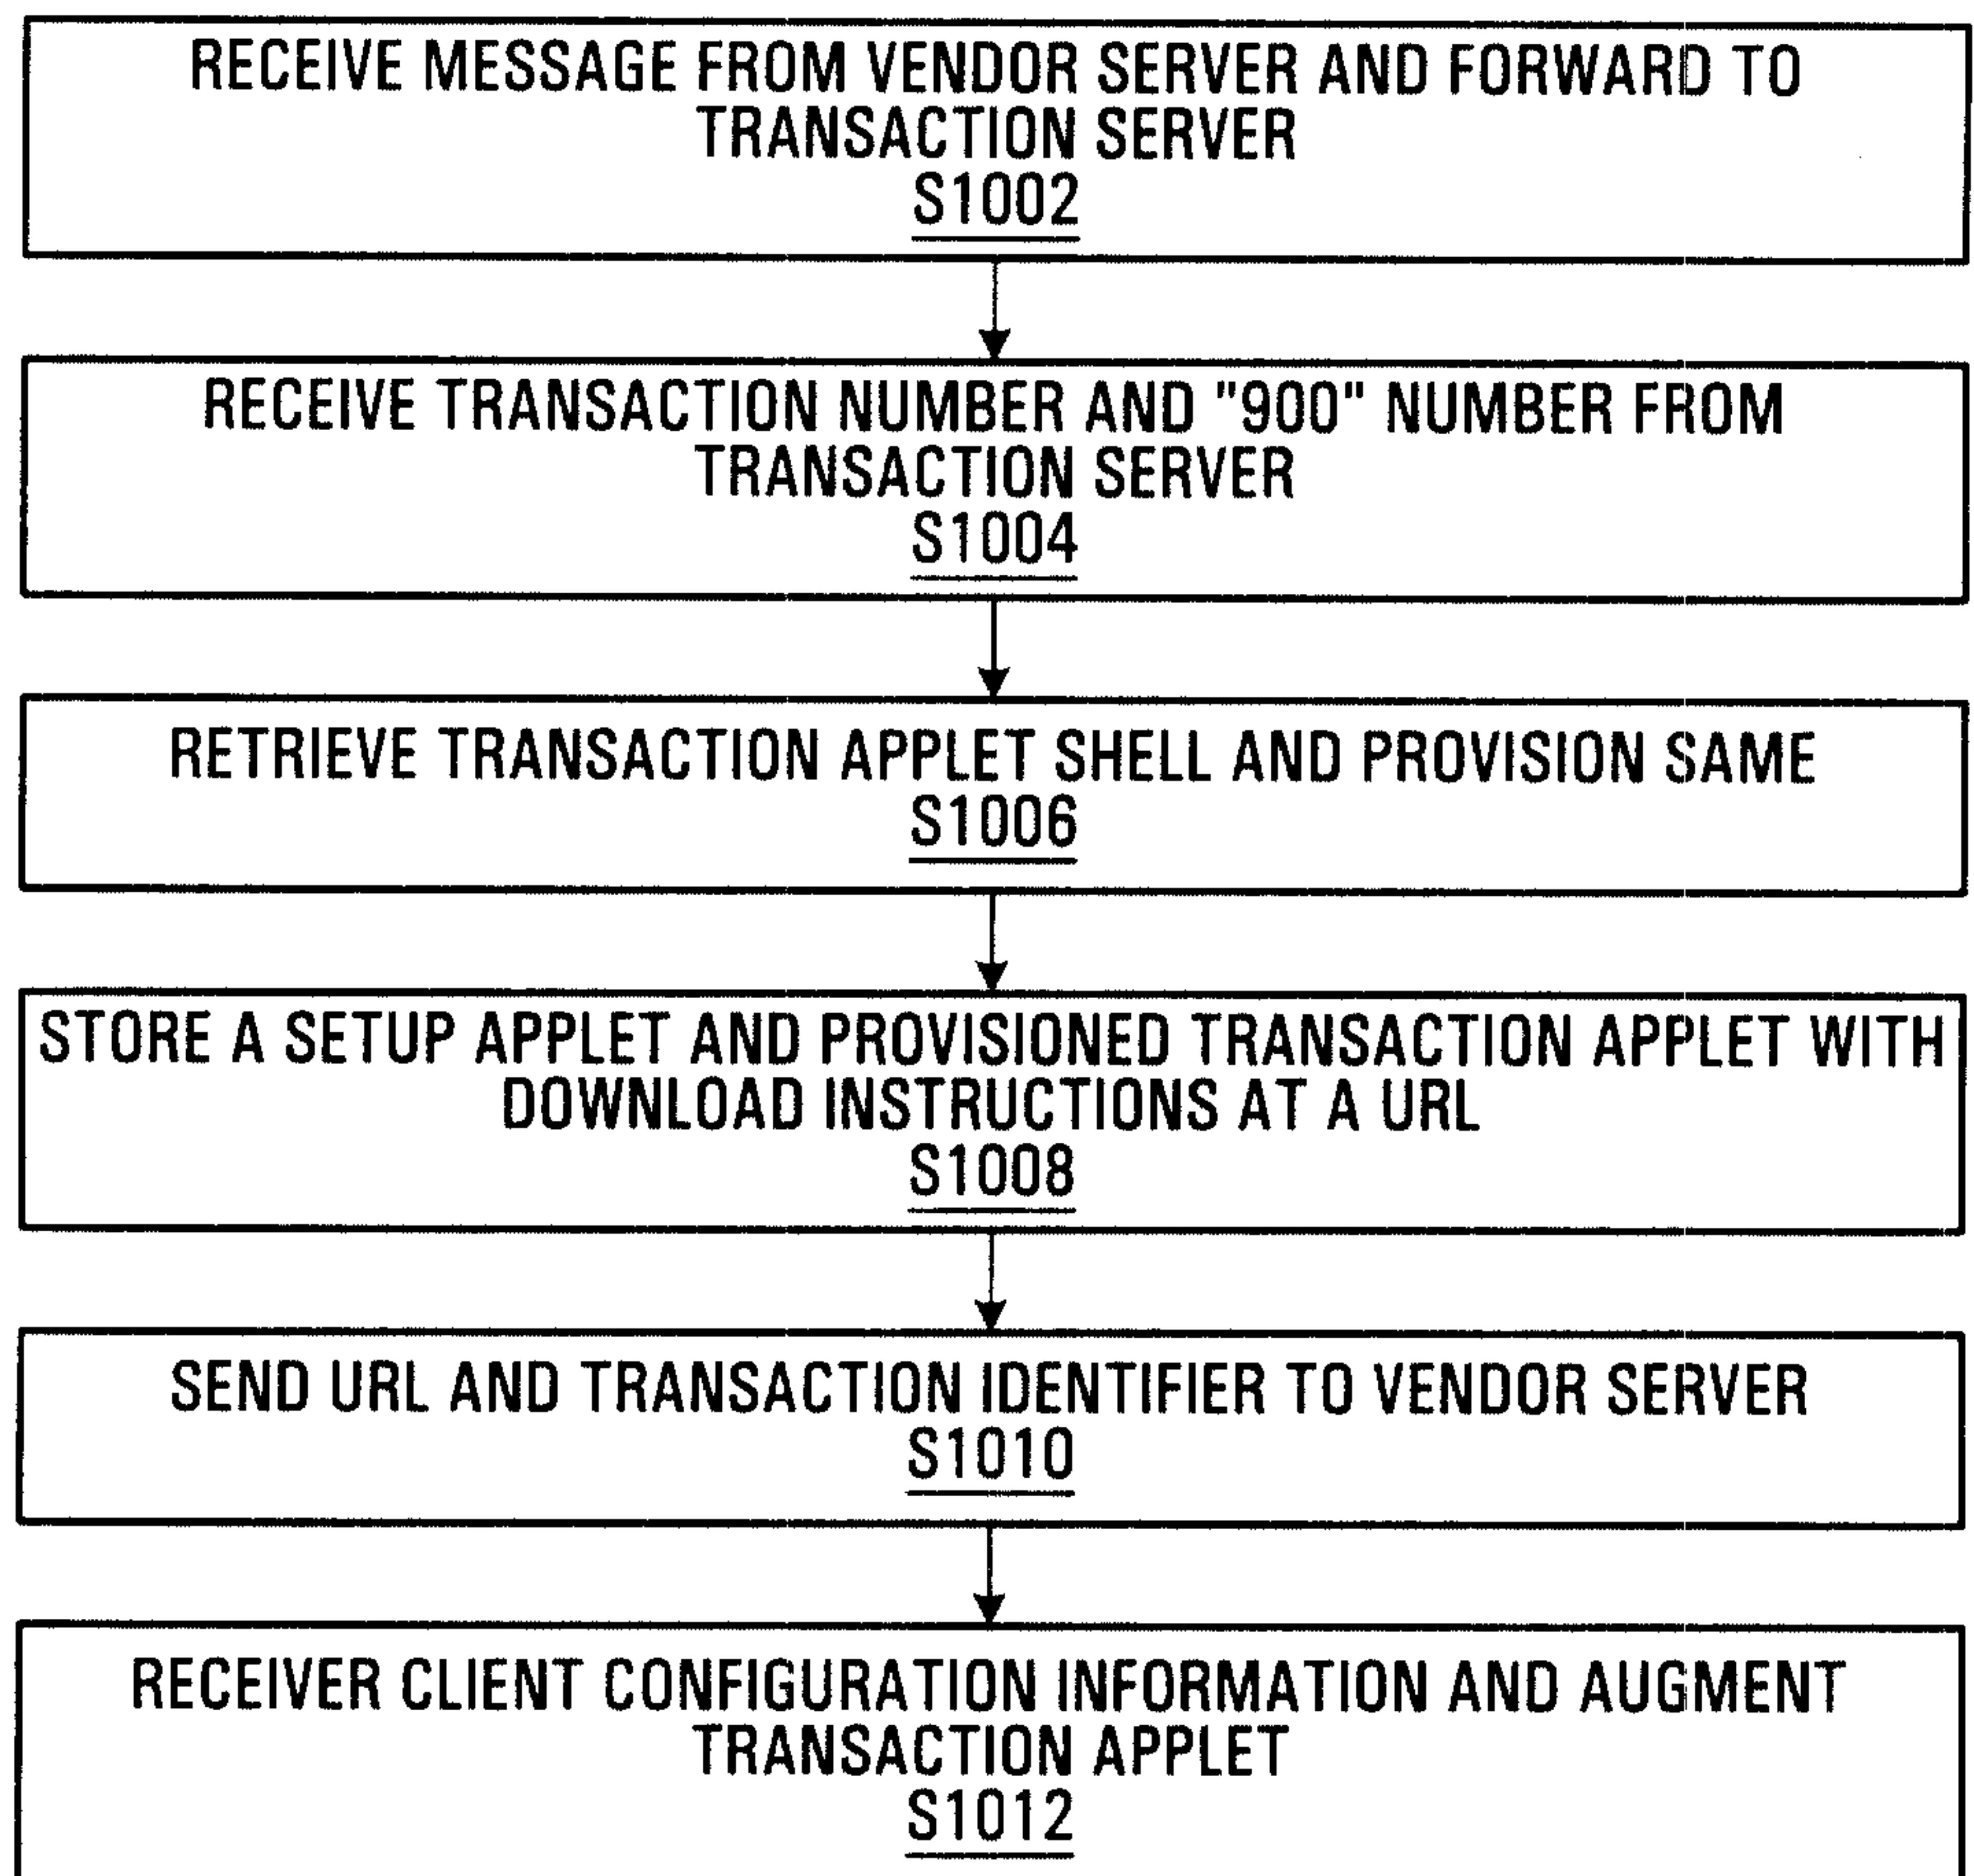 RECEIVE MESSAGE FROM VENDOR SERVER AND FORWARD TO
TRANSACTION SERVER
S1002
RECEIVE TRANSACTION NUMBER AND "900" NUMBER FROM
TRANSACTION SERVER
S1004
RETRIEVE TRANSACTION APPLET SHELL AND PROVISION SAME
S1006
STORE A SETUP APPLET AND PROVISIONED TRANSACTION APPLET WITH
DOWNLOAD INSTRUCTIONS AT A URL
S1008
SEND URL AND TRANSACTION IDENTIFIER TO VENDOR SERVER
S1010
RECEIVER CLIENT CONFIGURATION INFORMATION AND AUGMENT
TRANSACTION APPLET
S1012